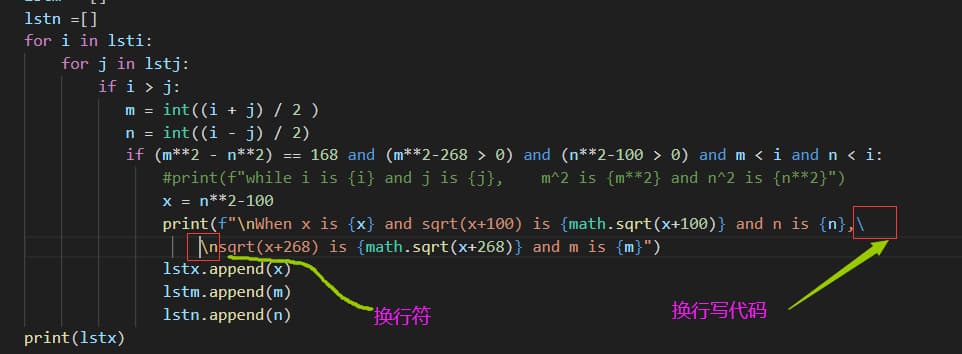 lstn =[]
for i in lsti:
for j in lstj:
if i > j:
m = int((i + j) / 2 )
n = int((i - j) / 2)
if (m**2 - n**2) == 168 and (m**2-268 > 0) and (n**2-100 > 0) and m < i and n < i:
#print(f"while i is {i} and j is {j},    m^2 is {m**2} and n^2 is {n**2}")
x = n**2-100
print(f"\nWhen x is {x} and sqrt(x+100) is {math.sqrt(x+100)} and n is {n},\
\nsqrt(x+268) is {math.sqrt(x+268)} and m is {m}")
lstx.append(x)
lstm.append(m)
lstn.append(n)
换行符
换行写代码
print(lstx)